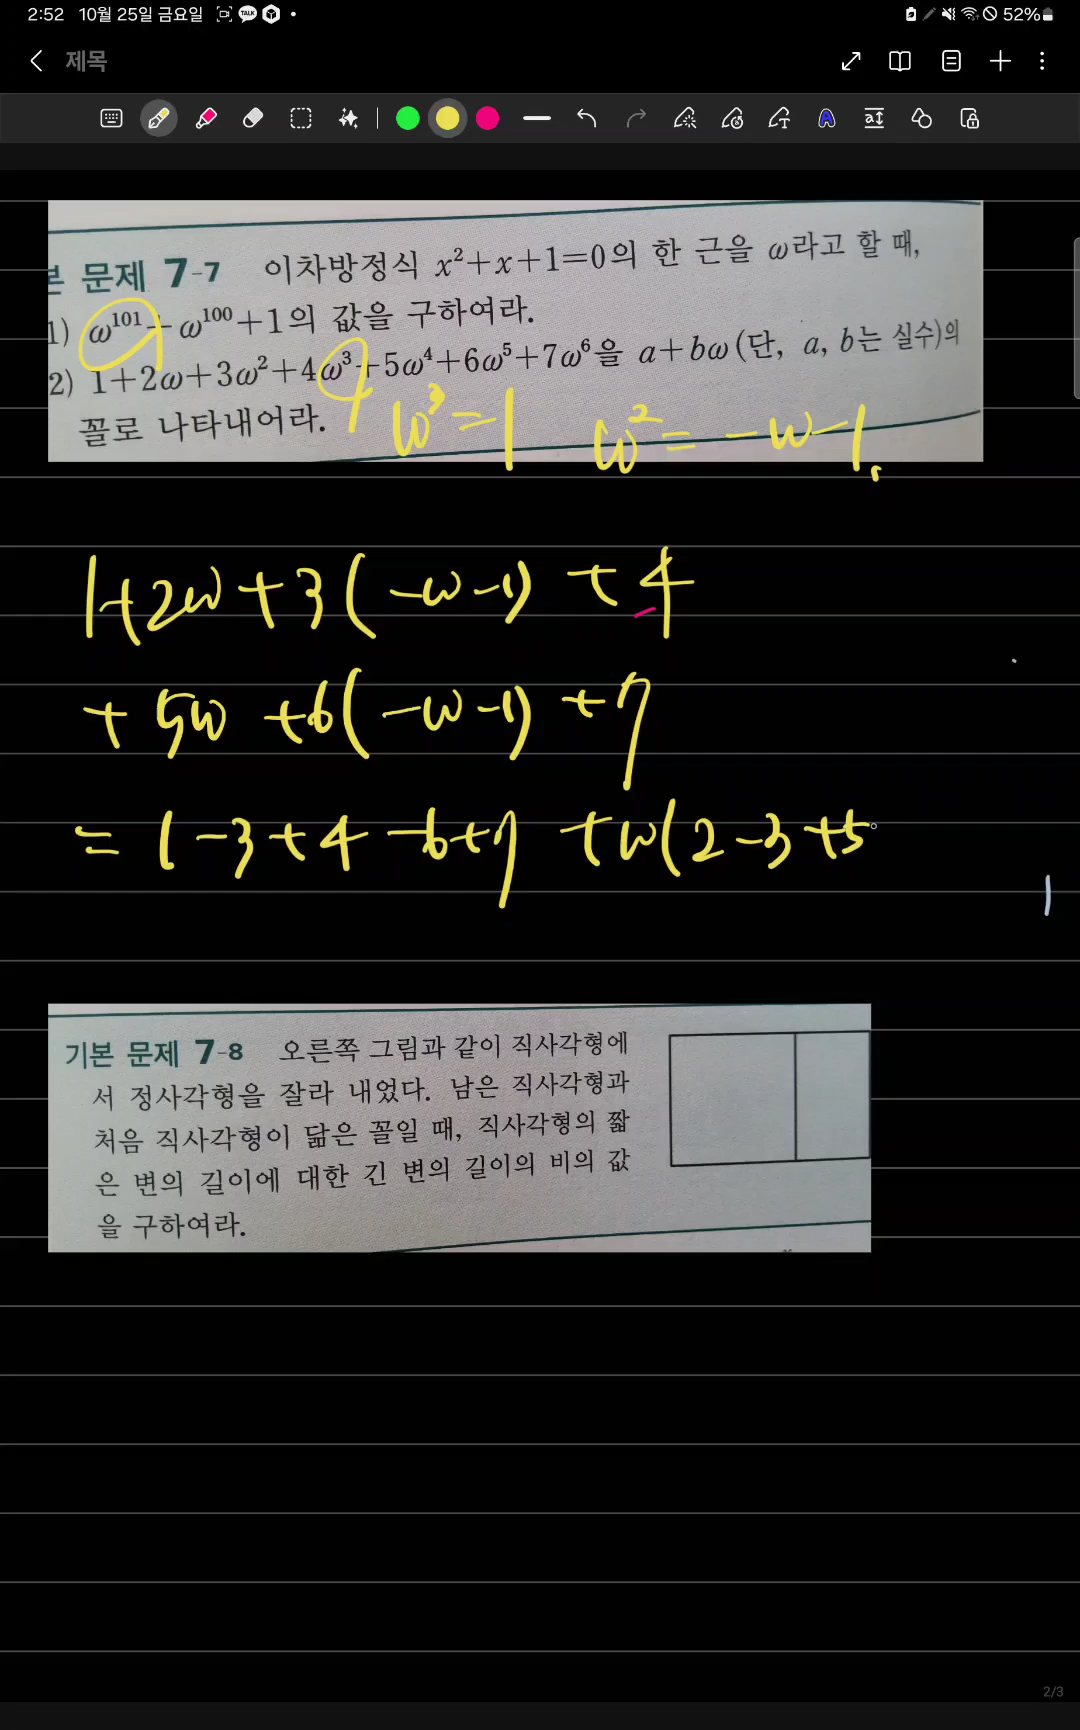 2:52 10월 25일 금요일 TALK 52%
제목
본 문제 7-7 이차방정식 x²+x+1=0의 한 근을 ω라고 할 때,
1) ω¹⁰¹+ω¹⁰⁰+1의 값을 구하여라.
2) 1+2ω+3ω²+4ω³+5ω⁴+6ω⁵+7ω⁶을 a+bω(단, a, b는 실수)의
꼴로 나타내어라.
ω³=1 ω²=-ω-1.
1+2ω+3(-ω-1)+4
+5ω+6(-ω-1)+7
=1-3+4-6+7+ω(2-3+5
기본 문제 7-8 오른쪽 그림과 같이 직사각형에
서 정사각형을 잘라 내었다. 남은 직사각형과
처음 직사각형이 닮은 꼴일 때, 직사각형의 짧
은 변의 길이에 대한 긴 변의 길이의 비의 값
을 구하여라.
2/3